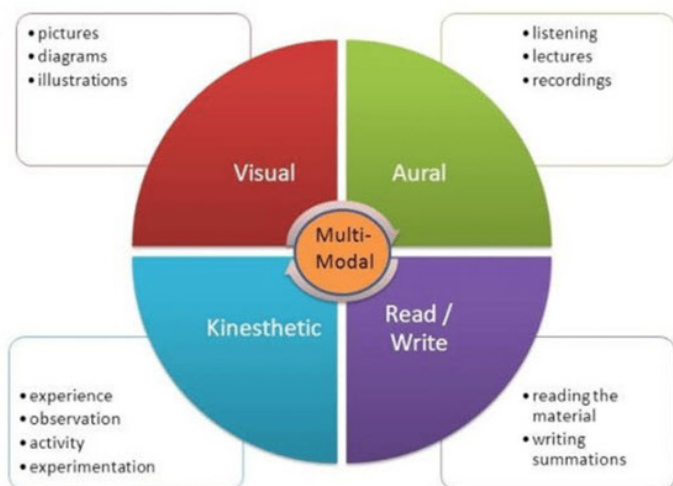 • pictures
• diagrams
• illustrations
• listening
• lectures
• recordings
Visual
Aural
Multi-
Modal
Kinesthetic
Read /
Write
• experience
• observation
• activity
• experimentation
• reading the
material
• writing
summations